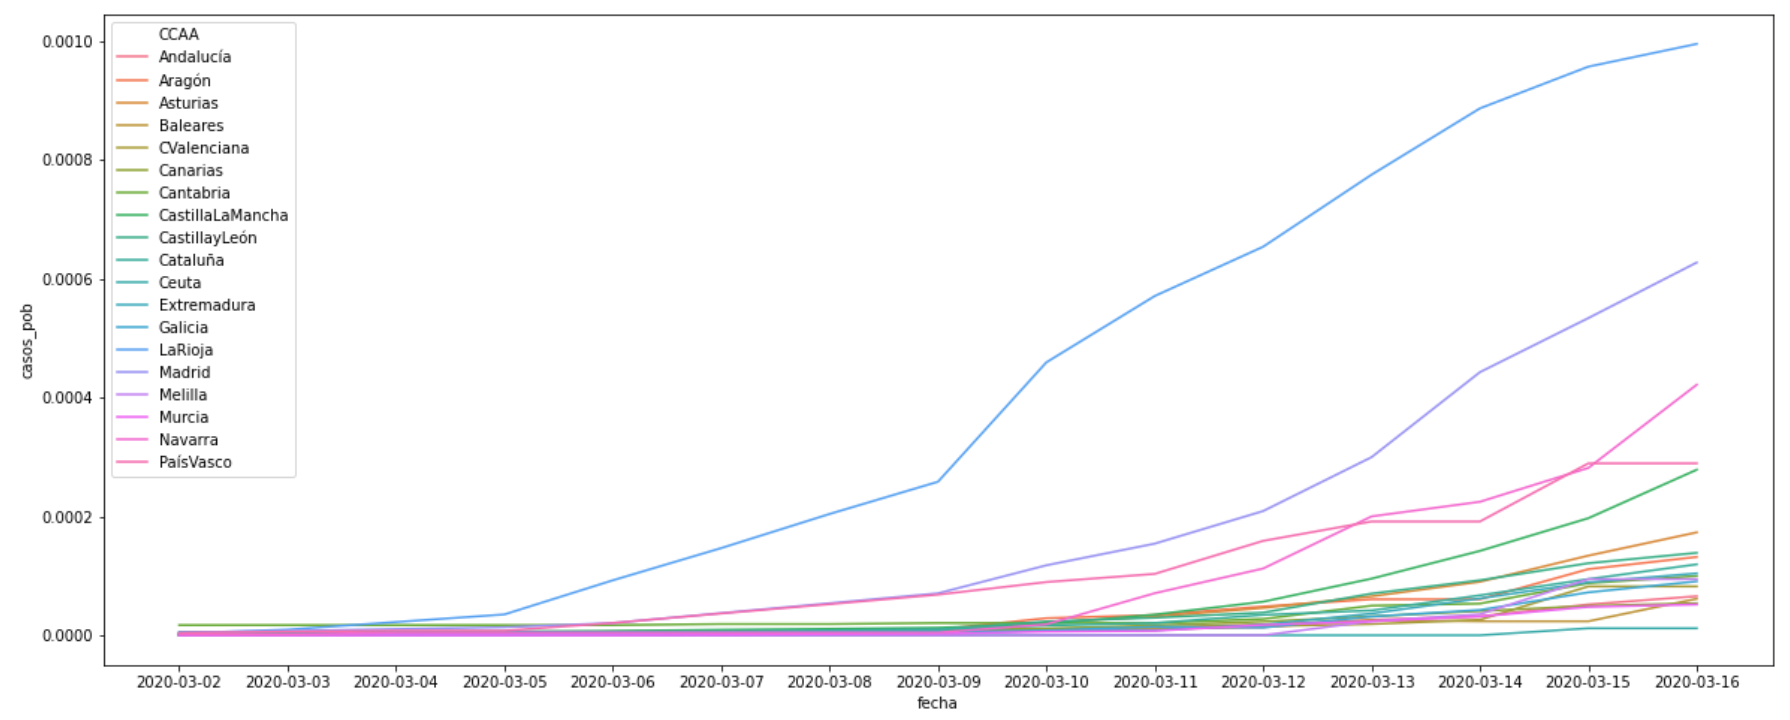 CCAA
Andalucía
Aragón
Asturias
Baleares
CValenciana
Canarias
Cantabria
CastillaLaMancha
CastillayLeón
Cataluña
Ceuta
Extremadura
Galicia
LaRioja
Madrid
Melilla
Murcia
Navarra
PaísVasco
0.0010
0.0008
0.0006
0.0004
0.0002
0.0000
casos_pob
2020-03-02 2020-03-03 2020-03-04 2020-03-05 2020-03-06 2020-03-07 2020-03-08 2020-03-09 2020-03-10 2020-03-11 2020-03-12 2020-03-13 2020-03-14 2020-03-15 2020-03-16
fecha